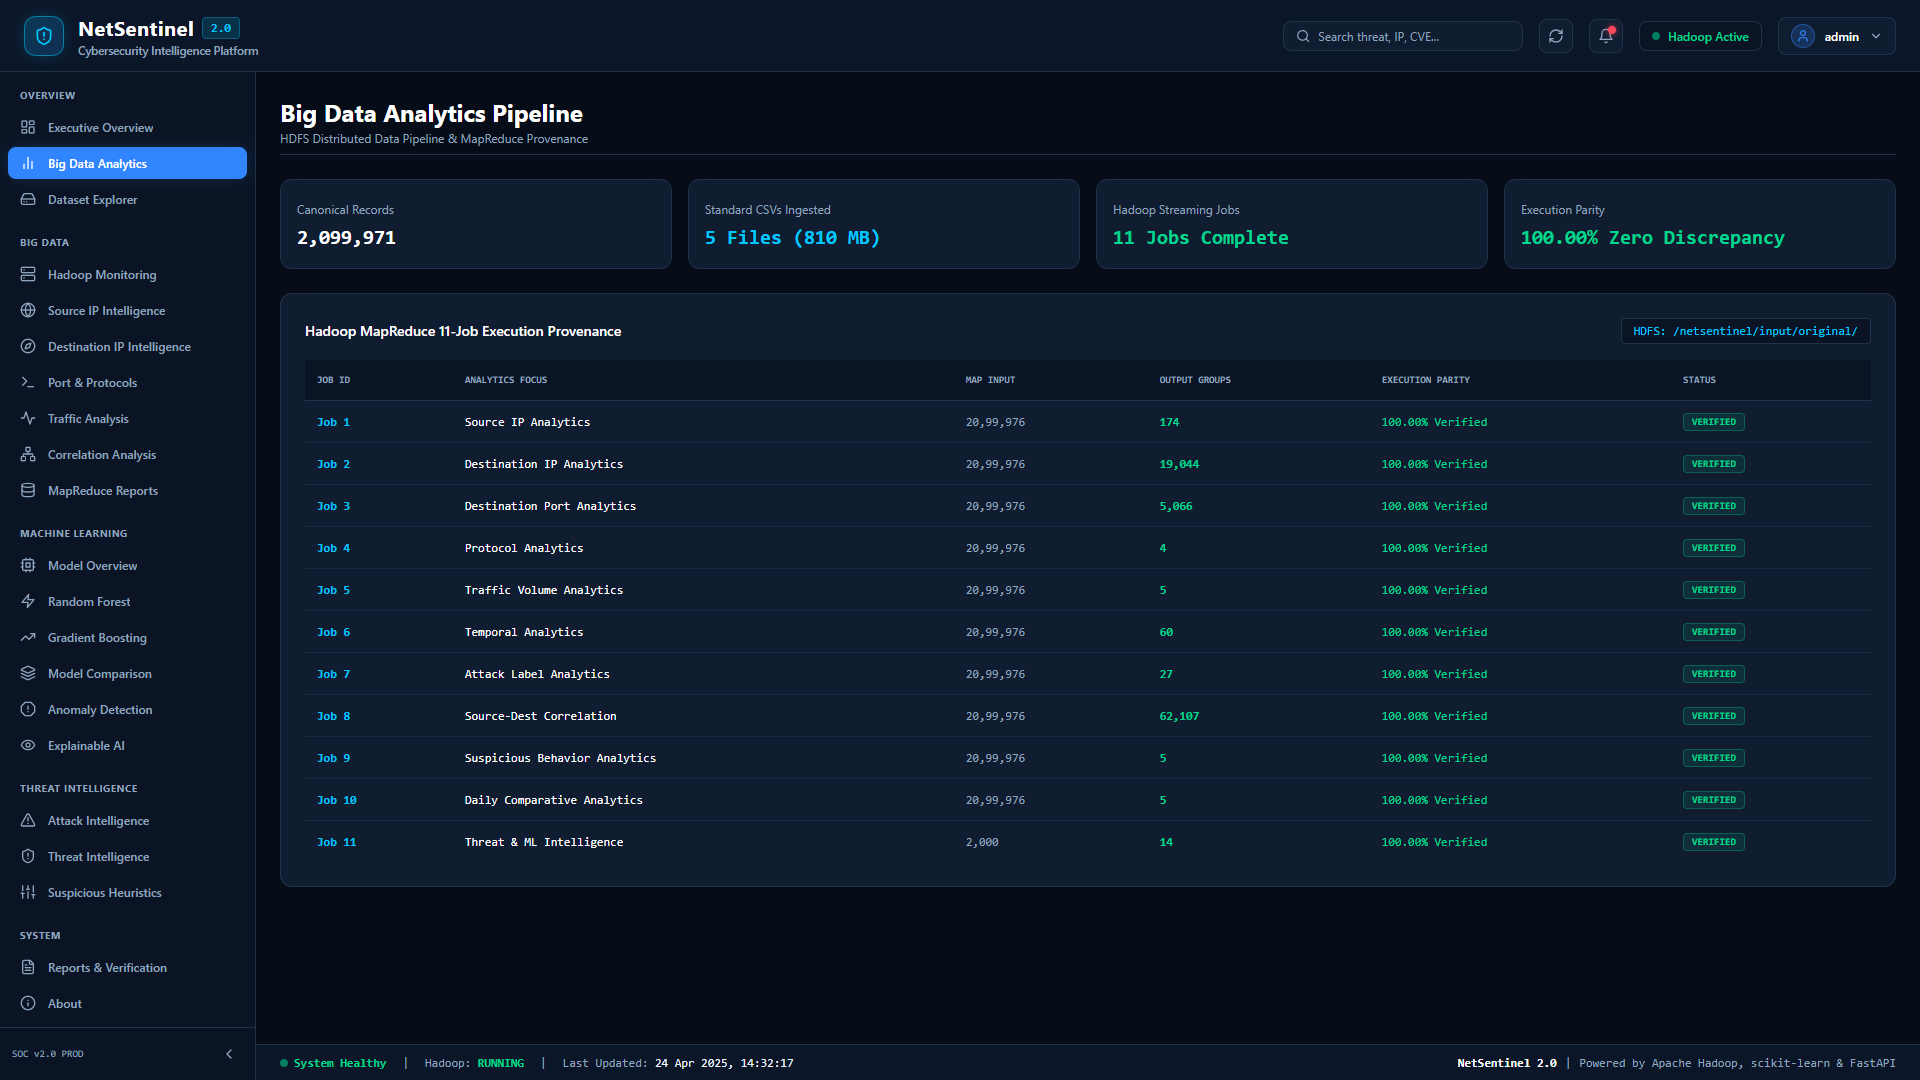 NetSentinel 2.0
Cybersecurity Intelligence Platform
Search threat, IP, CVE...
Hadoop Active
admin
OVERVIEW
Executive Overview
Big Data Analytics
Dataset Explorer
BIG DATA
Hadoop Monitoring
Source IP Intelligence
Destination IP Intelligence
Port & Protocols
Traffic Analysis
Correlation Analysis
MapReduce Reports
MACHINE LEARNING
Model Overview
Random Forest
Gradient Boosting
Model Comparison
Anomaly Detection
Explainable AI
THREAT INTELLIGENCE
Attack Intelligence
Threat Intelligence
Suspicious Heuristics
SYSTEM
Reports & Verification
About
SOC v2.0 PROD
Big Data Analytics Pipeline
HDFS Distributed Data Pipeline & MapReduce Provenance
Canonical Records
2,099,971
Standard CSVs Ingested
5 Files (810 MB)
Hadoop Streaming Jobs
11 Jobs Complete
Execution Parity
100.00% Zero Discrepancy
Hadoop MapReduce 11-Job Execution Provenance
HDFS: /netsentinel/input/original/
JOB ID ANALYTICS FOCUS MAP INPUT OUTPUT GROUPS EXECUTION PARITY STATUS
Job 1 Source IP Analytics 20,99,976 174 100.00% Verified VERIFIED
Job 2 Destination IP Analytics 20,99,976 19,044 100.00% Verified VERIFIED
Job 3 Destination Port Analytics 20,99,976 5,066 100.00% Verified VERIFIED
Job 4 Protocol Analytics 20,99,976 4 100.00% Verified VERIFIED
Job 5 Traffic Volume Analytics 20,99,976 5 100.00% Verified VERIFIED
Job 6 Temporal Analytics 20,99,976 60 100.00% Verified VERIFIED
Job 7 Attack Label Analytics 20,99,976 27 100.00% Verified VERIFIED
Job 8 Source-Dest Correlation 20,99,976 62,107 100.00% Verified VERIFIED
Job 9 Suspicious Behavior Analytics 20,99,976 5 100.00% Verified VERIFIED
Job 10 Daily Comparative Analytics 20,99,976 5 100.00% Verified VERIFIED
Job 11 Threat & ML Intelligence 2,000 14 100.00% Verified VERIFIED
System Healthy | Hadoop: RUNNING | Last Updated: 24 Apr 2025, 14:32:17
NetSentinel 2.0 | Powered by Apache Hadoop, scikit-learn & FastAPI